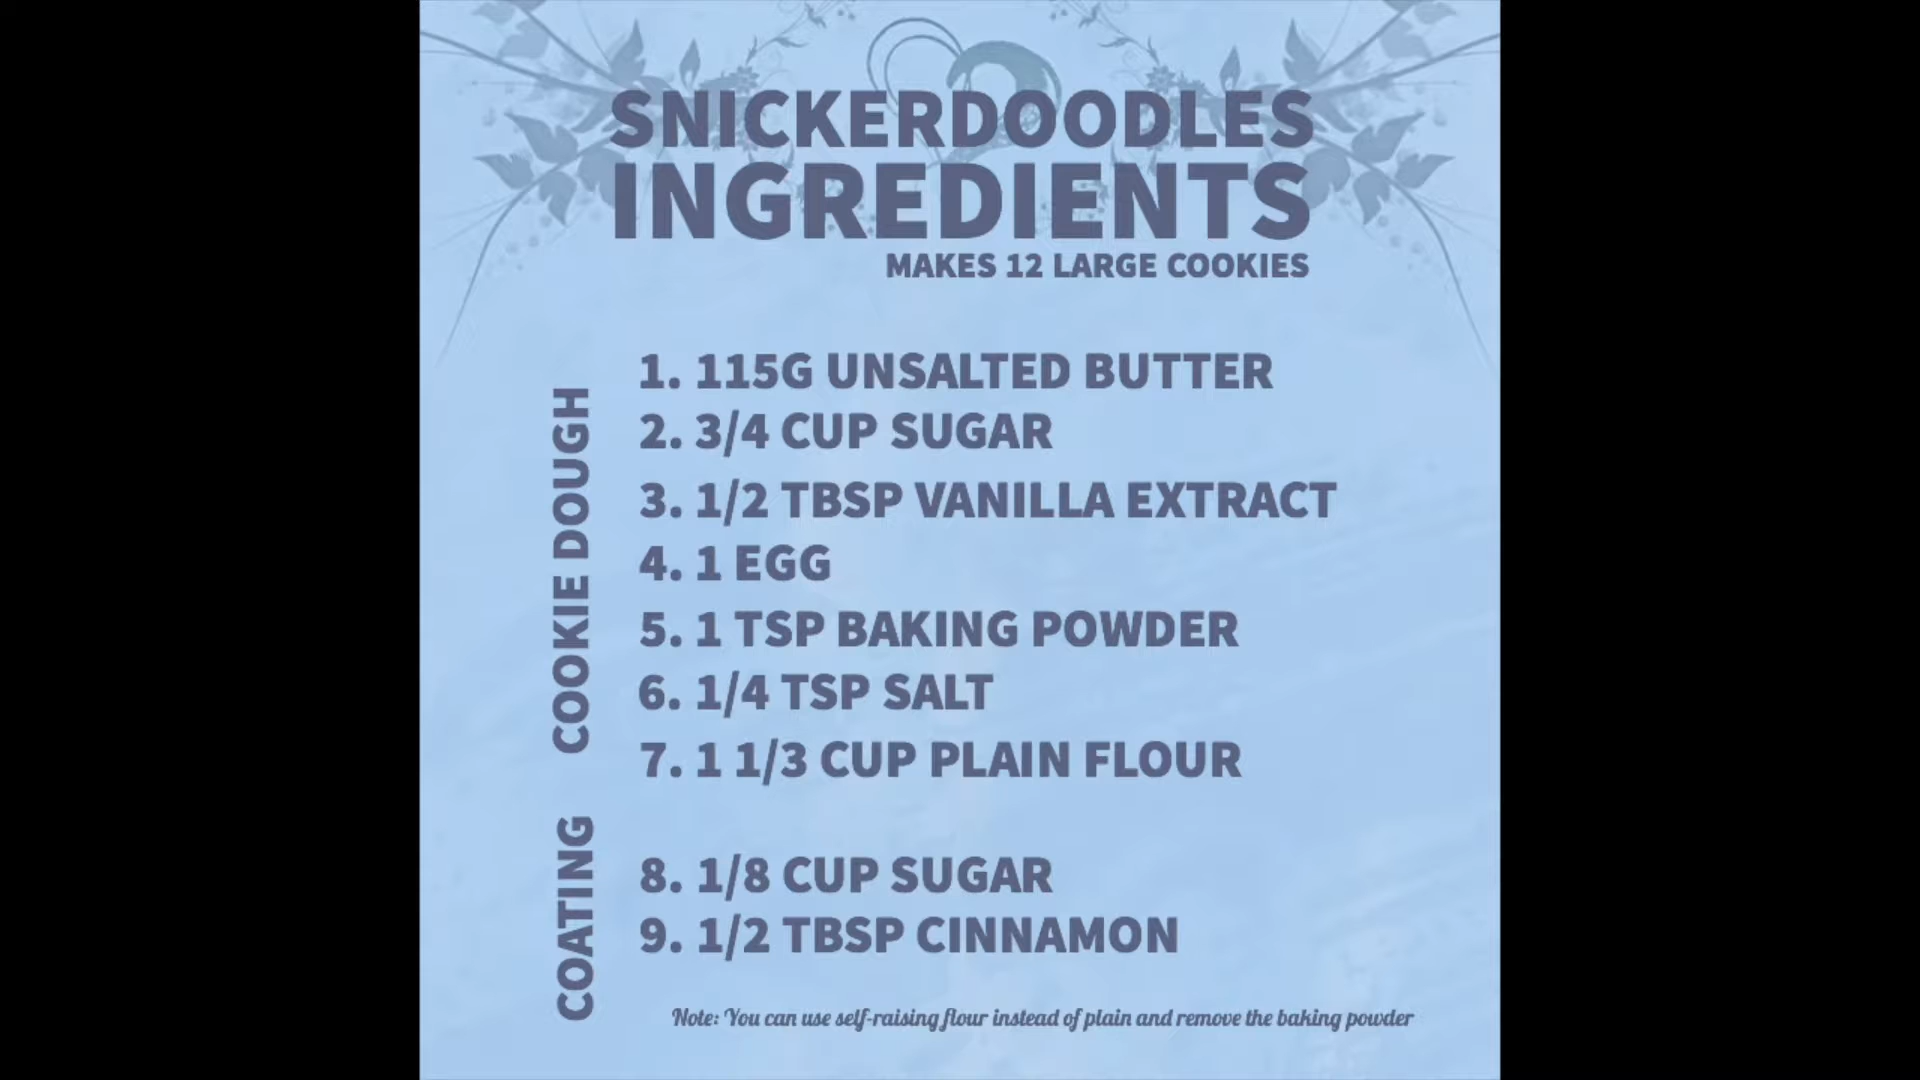 SNICKERDOODLES
INGREDIENTS
MAKES 12 LARGE COOKIES
COOKIE DOUGH
1. 115G UNSALTED BUTTER
2. 3/4 CUP SUGAR
3. 1/2 TBSP VANILLA EXTRACT
4. 1 EGG
5. 1 TSP BAKING POWDER
6. 1/4 TSP SALT
7. 1 1/3 CUP PLAIN FLOUR
COATING
8. 1/8 CUP SUGAR
9. 1/2 TBSP CINNAMON
Note: You can use self-raising flour instead of plain and remove the baking powder